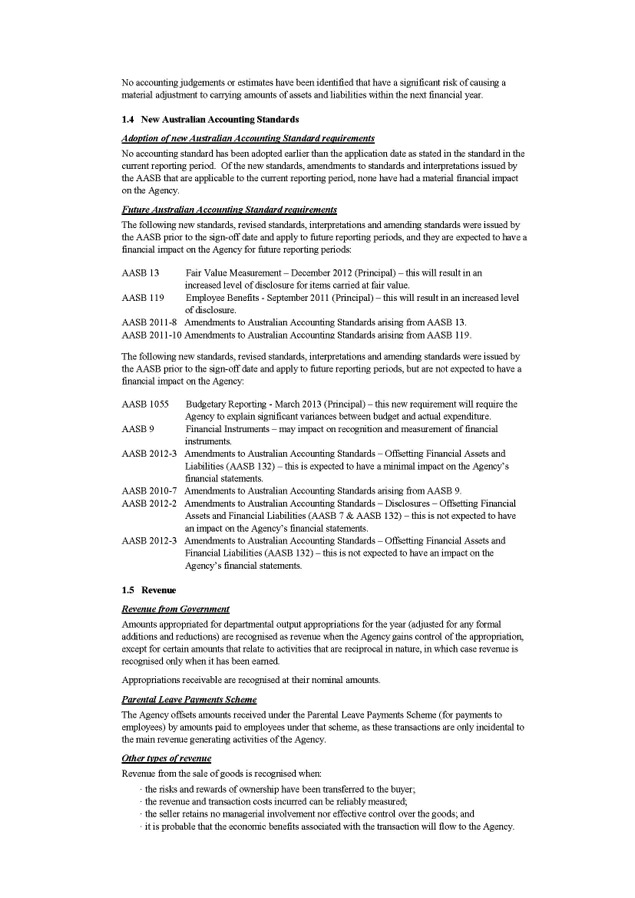 No accounting judgements or estimates have been identified that have a significant risk of causing a
material adjustment to carrying amounts of assets and liabilities within the next financial year.
1.4 New Australian Accounting Standards
Adoption of new Australian Accounting Standard requirements
No accounting standard has been adopted earlier than the application date as stated in the standard in the
current reporting period. Of the new standards, amendments to standards and interpretations issued by
the AASB that are applicable to the current reporting period, none have had a material financial impact
on the Agency.
Future Australian Accounting Standard requirements
The following new standards, revised standards, interpretations and amending standards were issued by
the AASB prior to the sign-off date and apply to future reporting periods, and they are expected to have a
financial impact on the Agency for future reporting periods:
AASB 13 Fair Value Measurement – December 2012 (Principal) – this will result in an
increased level of disclosure for items carried at fair value.
AASB 119 Employee Benefits - September 2011 (Principal) – this will result in an increased level
of disclosure.
AASB 2011-8 Amendments to Australian Accounting Standards arising from AASB 13.
AASB 2011-10 Amendments to Australian Accounting Standards arising from AASB 119.
The following new standards, revised standards, interpretations and amending standards were issued by
the AASB prior to the sign-off date and apply to future reporting periods, but are not expected to have a
financial impact on the Agency:
AASB 1055 Budgetary Reporting - March 2013 (Principal) – this new requirement will require the
Agency to explain significant variances between budget and actual expenditure.
AASB 9 Financial Instruments – may impact on recognition and measurement of financial
instruments.
AASB 2012-3 Amendments to Australian Accounting Standards – Offsetting Financial Assets and
Liabilities (AASB 132) – this is expected to have a minimal impact on the Agency's
financial statements.
AASB 2010-7 Amendments to Australian Accounting Standards arising from AASB 9.
AASB 2012-2 Amendments to Australian Accounting Standards – Disclosures – Offsetting Financial
Assets and Financial Liabilities (AASB 7 & AASB 132) – this is not expected to have
an impact on the Agency's financial statements.
AASB 2012-3 Amendments to Australian Accounting Standards – Offsetting Financial Assets and
Financial Liabilities (AASB 132) – this is not expected to have an impact on the
Agency's financial statements.
1.5 Revenue
Revenue from Government
Amounts appropriated for departmental output appropriations for the year (adjusted for any formal
additions and reductions) are recognised as revenue when the Agency gains control of the appropriation,
except for certain amounts that relate to activities that are reciprocal in nature, in which case revenue is
recognised only when it has been earned.
Appropriations receivable are recognised at their nominal amounts.
Parental Leave Payments Scheme
The Agency offsets amounts received under the Parental Leave Payments Scheme (for payments to
employees) by amounts paid to employees under that scheme, as these transactions are only incidental to
the main revenue generating activities of the Agency.
Other types of revenue
Revenue from the sale of goods is recognised when:
· the risks and rewards of ownership have been transferred to the buyer;
· the revenue and transaction costs incurred can be reliably measured;
· the seller retains no managerial involvement nor effective control over the goods; and
· it is probable that the economic benefits associated with the transaction will flow to the Agency.